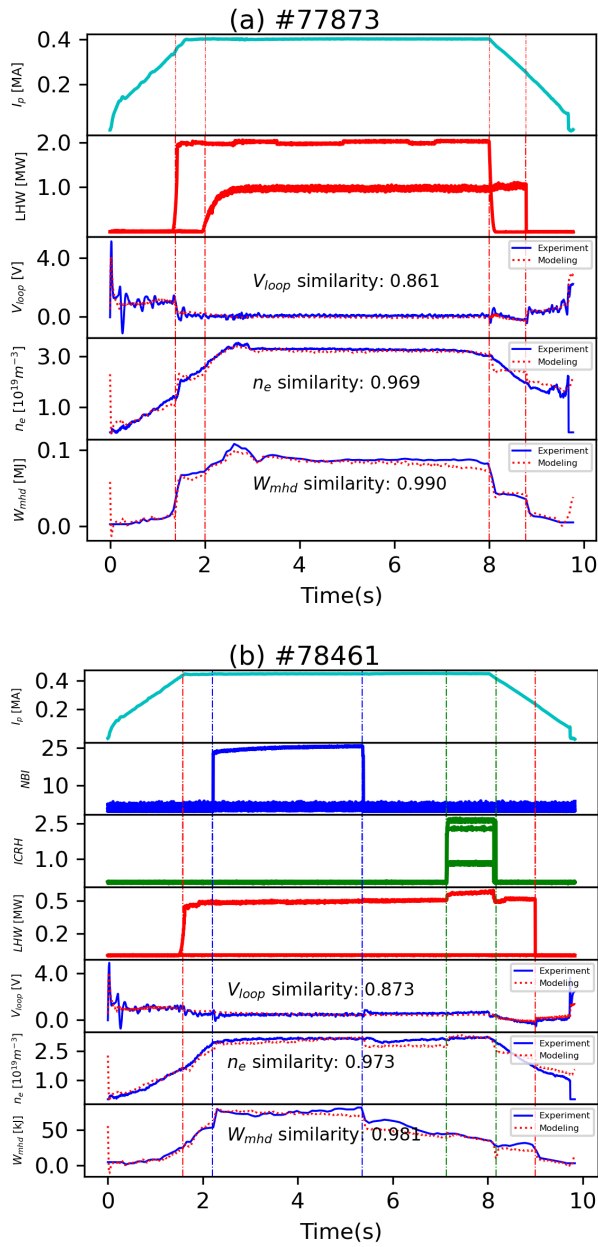 (a) #77873
I_p [MA]
0.4
0.2
LHW [MW]
2.0
1.0
V_loop [V]
4.0
0.0
Experiment
Modeling
V_loop similarity: 0.861
n_e [10^19 m^-3]
3.0
1.0
Experiment
Modeling
n_e similarity: 0.969
W_mhd [MJ]
0.1
0.0
Experiment
Modeling
W_mhd similarity: 0.990
0 2 4 6 8 10
Time(s)
(b) #78461
I_p [MA]
0.4
0.2
NBI
25
10
ICRH
2.5
1.0
LHW [MW]
0.5
0.2
V_loop [V]
4.0
0.0
Experiment
Modeling
V_loop similarity: 0.873
n_e [10^19 m^-3]
2.5
1.0
Experiment
Modeling
n_e similarity: 0.973
W_mhd [kJ]
50
0.0
Experiment
Modeling
W_mhd similarity: 0.981
0 2 4 6 8 10
Time(s)